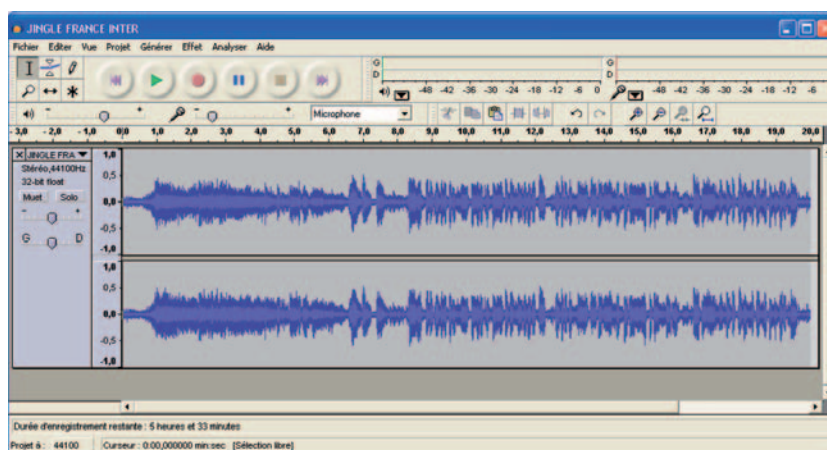 JINGLE FRANCE INTER
Fichier Editer Vue Projet Générer Effet Analyser Aide
G
D
-48 -42 -36 -30 -24 -18 -12 -6 0
G
D
-48 -42 -36 -30 -24 -18 -12 -6
- + - + Microphone
-3,0 -2,0 -1,0 0,0 1,0 2,0 3,0 4,0 5,0 6,0 7,0 8,0 9,0 10,0 11,0 12,0 13,0 14,0 15,0 16,0 17,0 18,0 19,0 20,0
JINGLE FRA
Stéréo,44100Hz
32-bit float
Muet Solo
- +
G D
1,0
0,5
0,0
-0,5
-1,0
1,0
0,5
0,0
-0,5
-1,0
Durée d'enregistrement restante : 5 heures et 33 minutes
Projet à : 44100 Curseur : 0:00,000000 min:sec [Sélection libre]